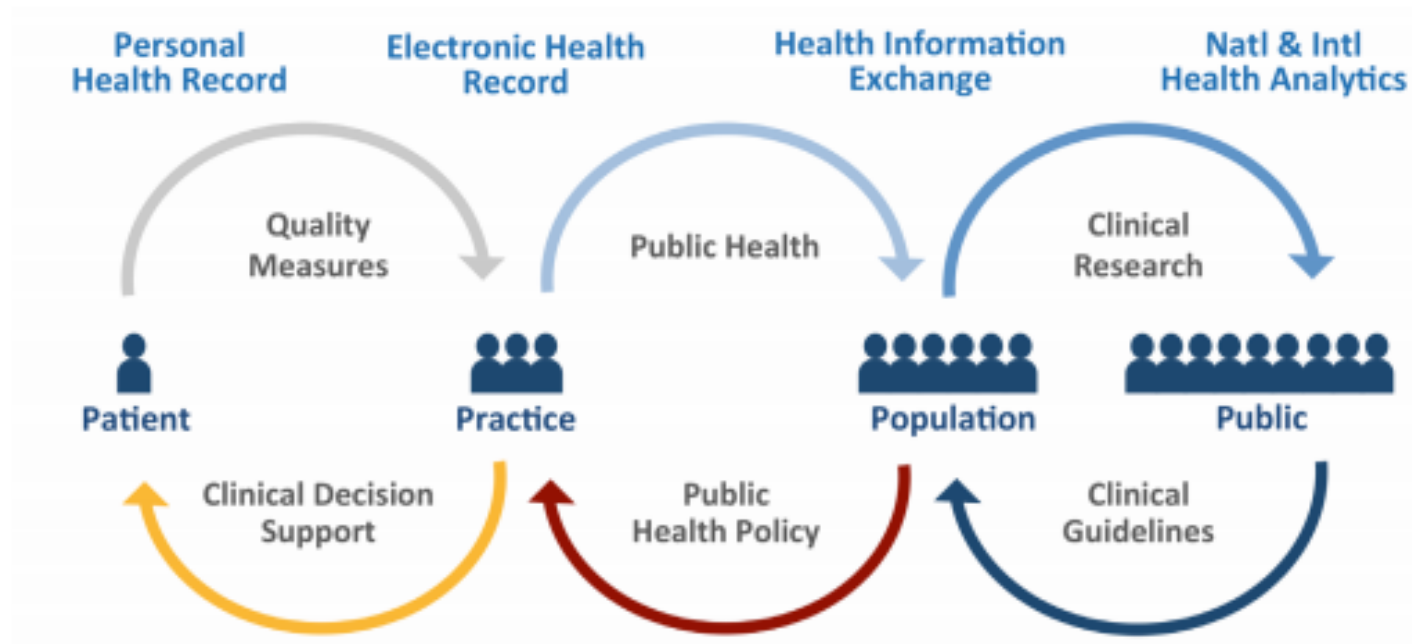 Personal
Health Record
Electronic Health
Record
Health Information
Exchange
Natl & Intl
Health Analytics
Quality
Measures
Public Health
Clinical
Research
Patient
Practice
Population
Public
Clinical Decision
Support
Public
Health Policy
Clinical
Guidelines